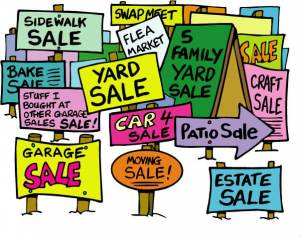 SIDEWALK
SALE
SWAP MEET
FLEA
MARKET
5
FAMILY
YARD
SALE
SALE
BAKE
SALE
YARD
SALE
CRAFT
SALE
STUFF I
BOUGHT AT
OTHER GARAGE
SALES SALE!
CAR 4
SALE
PATIO SALE
GARAGE
SALE
MOVING
SALE!
ESTATE
SALE